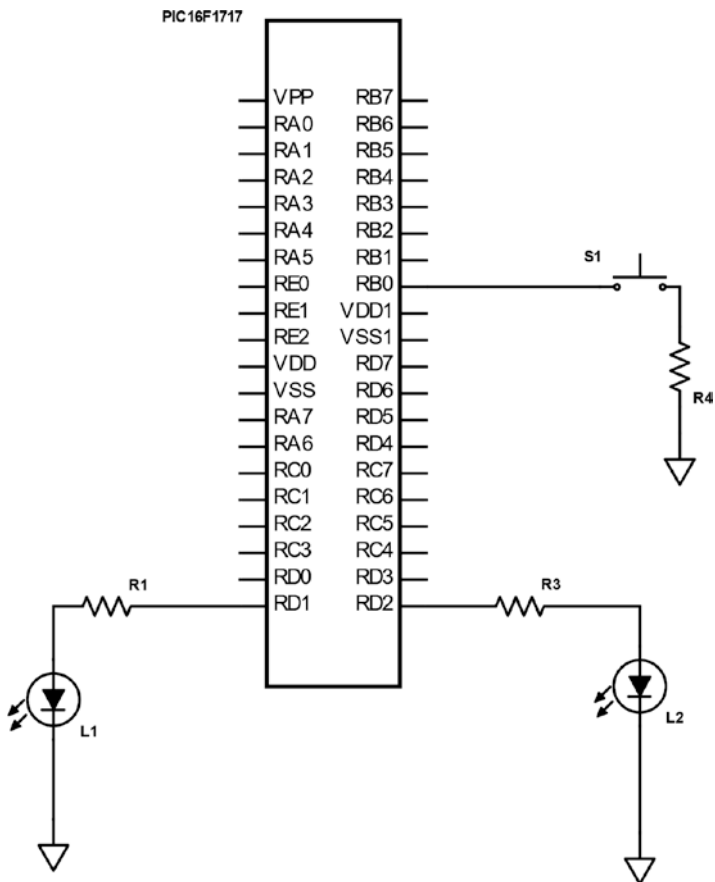 PIC16F1717
VPP RB7
RA0 RB6
RA1 RB5
RA2 RB4
RA3 RB3
RA4 RB2
RA5 RB1
S1
RE0 RB0
RE1 VDD1
RE2 VSS1
VDD RD7
VSS RD6
R4
RA7 RD5
RA6 RD4
RC0 RC7
RC1 RC6
RC2 RC5
RC3 RC4
RD0 RD3
R1 R3
RD1 RD2
L1 L2